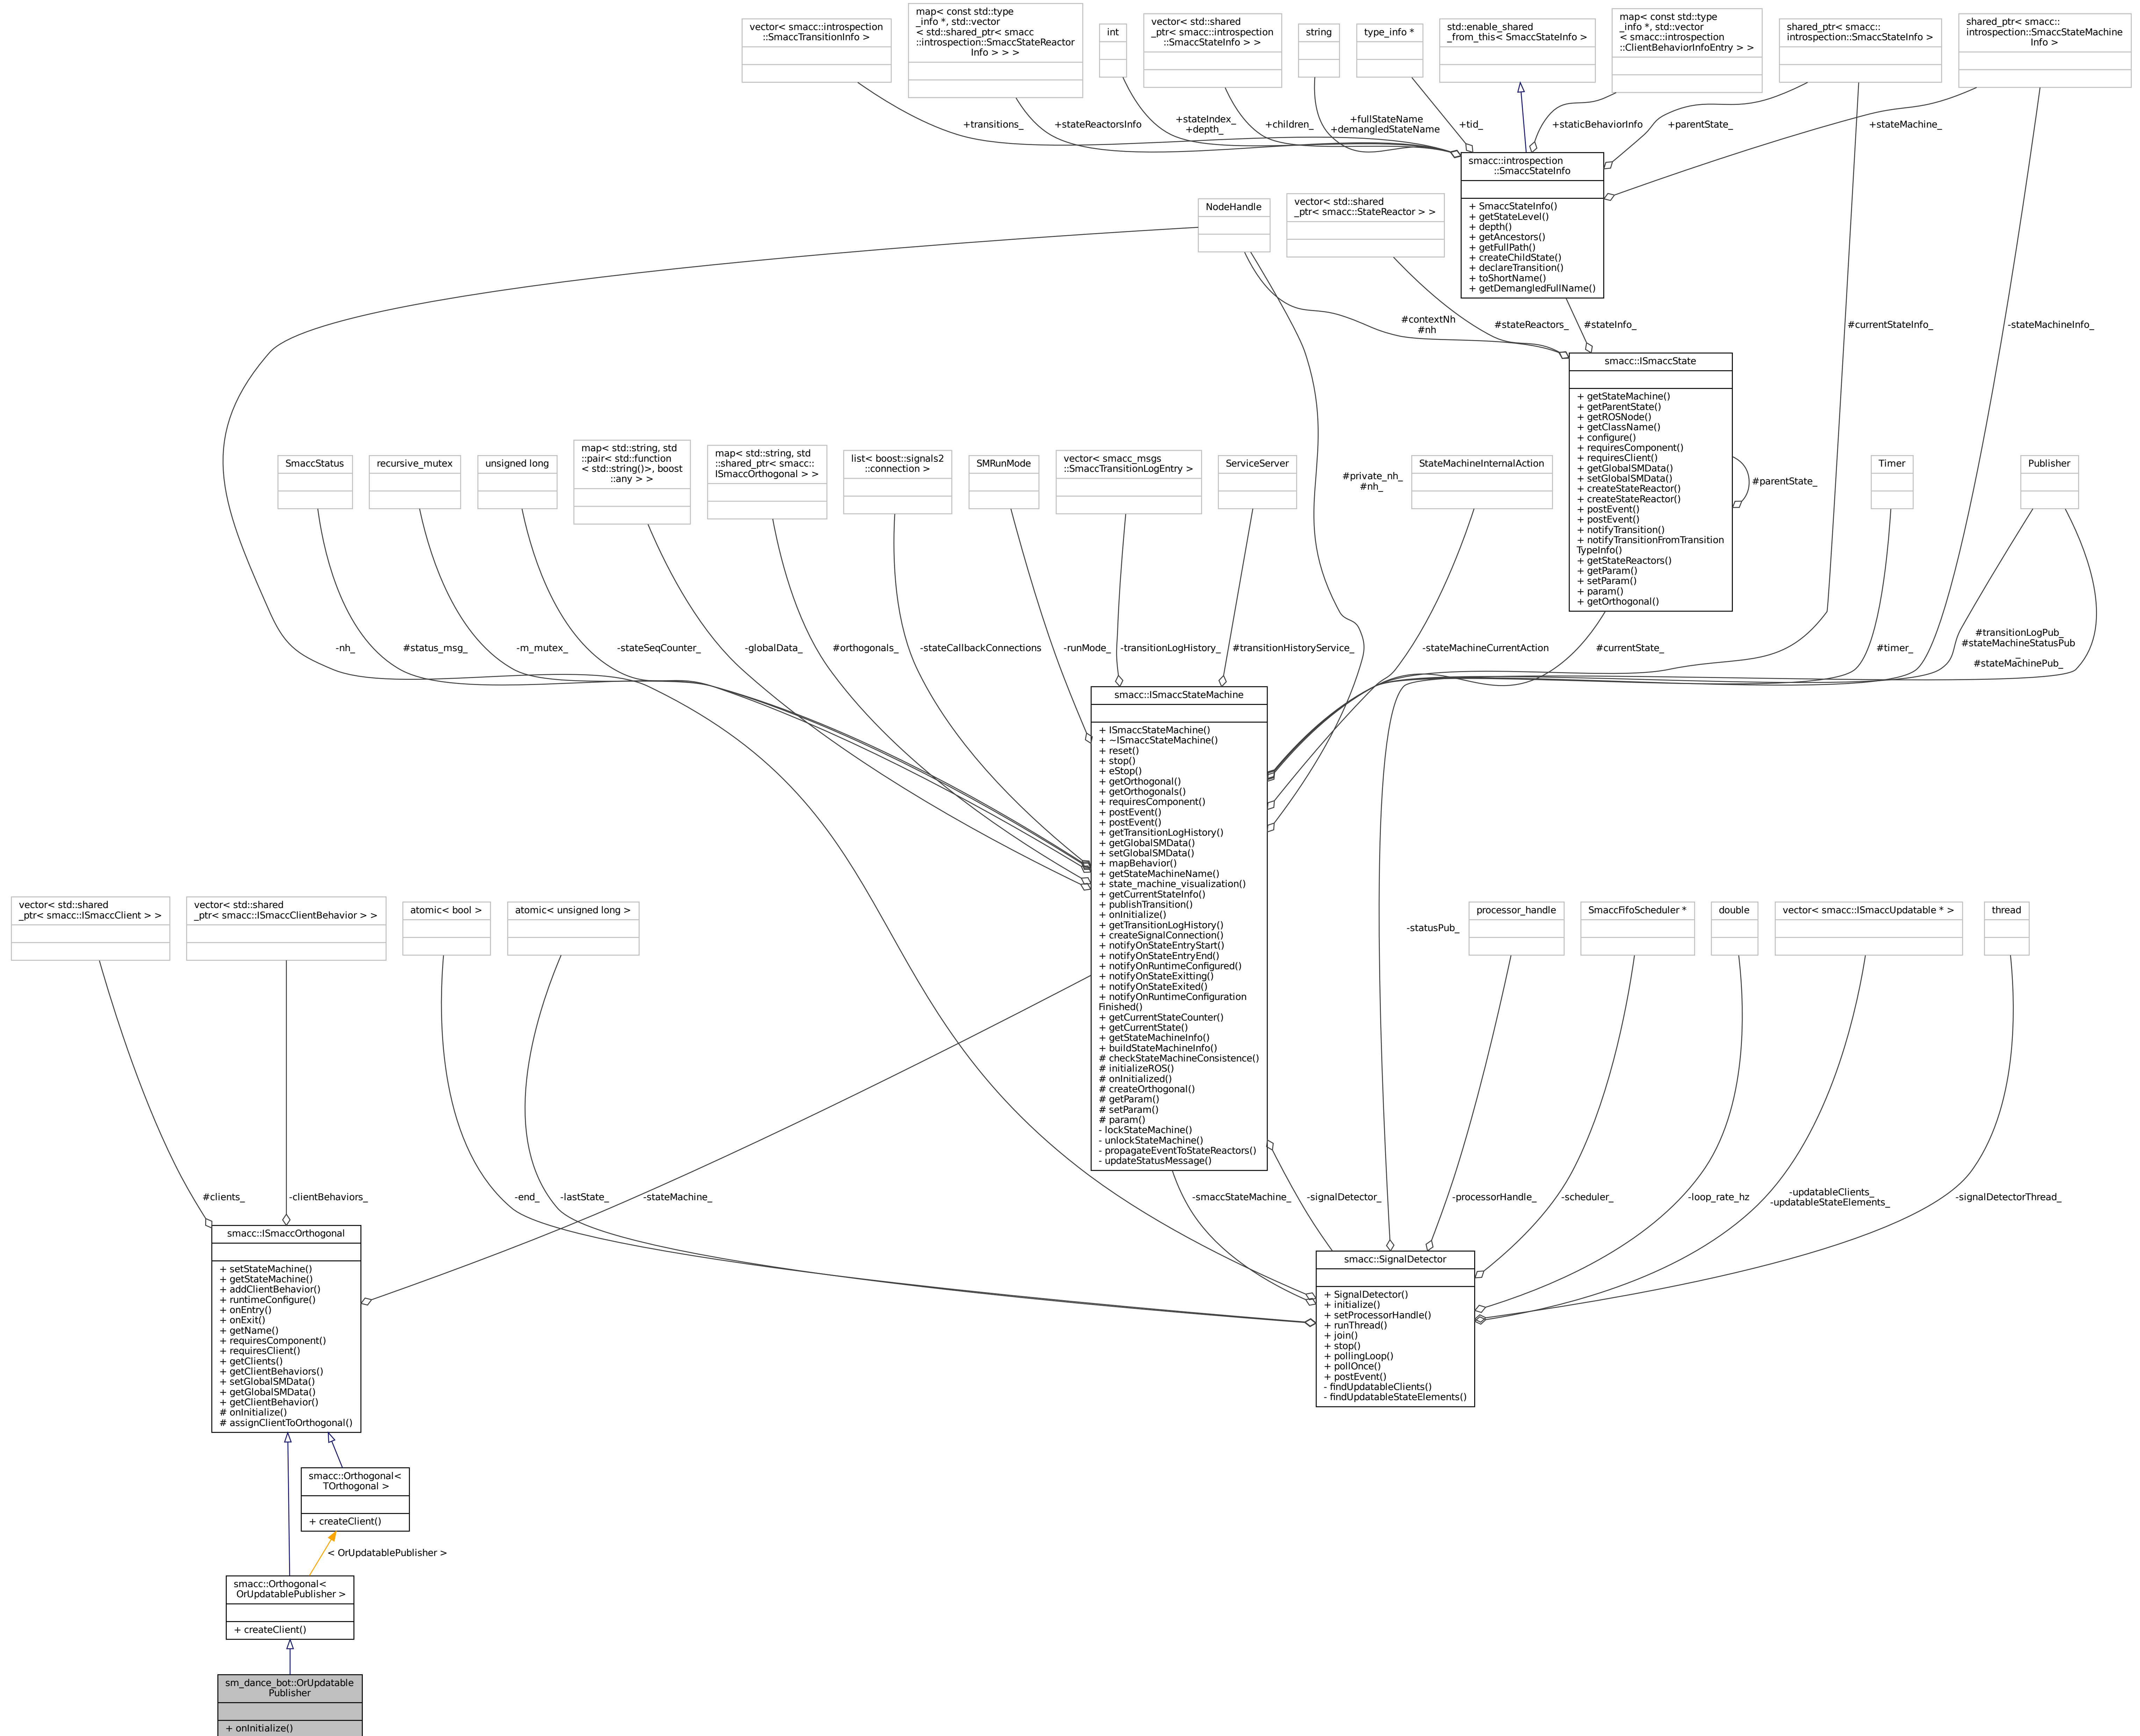 vector< smacc::introspection
::SmaccTransitionInfo >
map< const std::type
_info *, std::vector
< std::shared_ptr< smacc
::introspection::SmaccStateReactor
Info > > >
int
vector< std::shared
_ptr< smacc::introspection
::SmaccStateInfo > >
string
type_info *
std::enable_shared
_from_this< SmaccStateInfo >
map< const std::type
_info *, std::vector
< smacc::introspection
::ClientBehaviorInfoEntry > >
shared_ptr< smacc::
introspection::SmaccStateInfo >
shared_ptr< smacc::
introspection::SmaccStateMachine
Info >
+transitions_
+stateReactorsInfo
+stateIndex_
+depth_
+children_
+fullStateName
+demangledStateName
+tid_
+staticBehaviorInfo
+parentState_
+stateMachine_
smacc::introspection
::SmaccStateInfo
+ SmaccStateInfo()
+ getStateLevel()
+ depth()
+ getAncestors()
+ getFullPath()
+ createChildState()
+ declareTransition()
+ toShortName()
+ getDemangledFullName()
NodeHandle
vector< std::shared
_ptr< smacc::StateReactor > >
#contextNh
#nh
#stateReactors_
#stateInfo_
#currentStateInfo_
-stateMachineInfo_
smacc::ISmaccState
+ getStateMachine()
+ getParentState()
+ getROSNode()
+ getClassName()
+ configure()
+ requiresComponent()
+ requiresClient()
+ getGlobalSMData()
+ setGlobalSMData()
+ createStateReactor()
+ createStateReactor()
+ postEvent()
+ postEvent()
+ notifyTransition()
+ notifyTransitionFromTransition
TypeInfo()
+ getStateReactors()
+ getParam()
+ setParam()
+ param()
+ getOrthogonal()
#parentState_
SmaccStatus
recursive_mutex
unsigned long
map< std::string, std
::pair< std::function
< std::string()>, boost
::any > >
map< std::string, std
::shared_ptr< smacc::
ISmaccOrthogonal > >
list< boost::signals2
::connection >
SMRunMode
vector< smacc_msgs
::SmaccTransitionLogEntry >
ServiceServer
#private_nh_
#nh_
StateMachineInternalAction
Timer
Publisher
-nh_
#status_msg_
-m_mutex_
-stateSeqCounter_
-globalData_
#orthogonals_
-stateCallbackConnections
-runMode_
-transitionLogHistory_
#transitionHistoryService_
-stateMachineCurrentAction
#currentState_
#timer_
#transitionLogPub_
#stateMachineStatusPub
_
#stateMachinePub_
smacc::ISmaccStateMachine
+ ISmaccStateMachine()
+ ~ISmaccStateMachine()
+ reset()
+ stop()
+ eStop()
+ getOrthogonal()
+ getOrthogonals()
+ requiresComponent()
+ postEvent()
+ postEvent()
+ getTransitionLogHistory()
+ getGlobalSMData()
+ setGlobalSMData()
+ mapBehavior()
+ getStateMachineName()
+ state_machine_visualization()
+ getCurrentStateInfo()
+ publishTransition()
+ onInitialize()
+ getTransitionLogHistory()
+ createSignalConnection()
+ notifyOnStateEntryStart()
+ notifyOnStateEntryEnd()
+ notifyOnRuntimeConfigured()
+ notifyOnStateExitting()
+ notifyOnStateExited()
+ notifyOnRuntimeConfiguration
Finished()
+ getCurrentStateCounter()
+ getCurrentState()
+ getStateMachineInfo()
+ buildStateMachineInfo()
# checkStateMachineConsistence()
# initializeROS()
# onInitialized()
# createOrthogonal()
# getParam()
# setParam()
# param()
- lockStateMachine()
- unlockStateMachine()
- propagateEventToStateReactors()
- updateStatusMessage()
vector< std::shared
_ptr< smacc::ISmaccClient > >
vector< std::shared
_ptr< smacc::ISmaccClientBehavior > >
atomic< bool >
atomic< unsigned long >
-statusPub_
processor_handle
SmaccFifoScheduler *
double
vector< smacc::ISmaccUpdatable * >
thread
#clients_
-clientBehaviors_
-end_
-lastState_
-stateMachine_
-smaccStateMachine_
-signalDetector_
-processorHandle_
-scheduler_
-loop_rate_hz
-updatableClients_
-updatableStateElements_
-signalDetectorThread_
smacc::ISmaccOrthogonal
+ setStateMachine()
+ getStateMachine()
+ addClientBehavior()
+ runtimeConfigure()
+ onEntry()
+ onExit()
+ getName()
+ requiresComponent()
+ requiresClient()
+ getClients()
+ getClientBehaviors()
+ setGlobalSMData()
+ getGlobalSMData()
+ getClientBehavior()
# onInitialize()
# assignClientToOrthogonal()
smacc::SignalDetector
+ SignalDetector()
+ initialize()
+ setProcessorHandle()
+ runThread()
+ join()
+ stop()
+ pollingLoop()
+ pollOnce()
+ postEvent()
- findUpdatableClients()
- findUpdatableStateElements()
smacc::Orthogonal<
TOrthogonal >
+ createClient()
< OrUpdatablePublisher >
smacc::Orthogonal<
OrUpdatablePublisher >
+ createClient()
sm_dance_bot::OrUpdatable
Publisher
+ onInitialize()